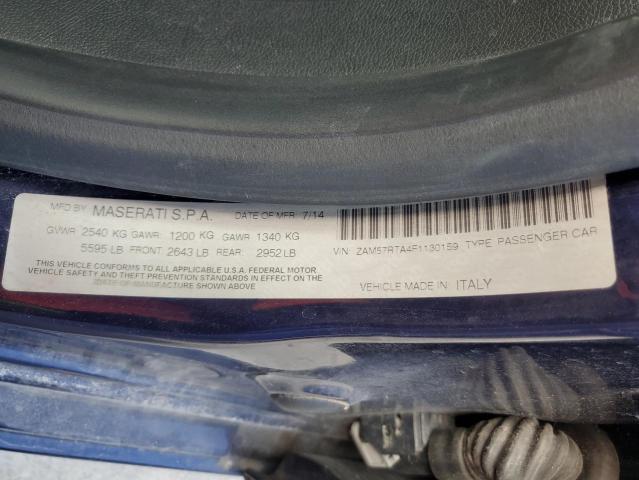 MFD BY MASERATI S.P.A. DATE OF MFR 7/14
GVWR 2540 KG GAWR 1200 KG GAWR 1340 KG
5595 LB FRONT 2643 LB REAR 2952 LB
THIS VEHICLE CONFORMS TO ALL APPLICABLE U.S.A. FEDERAL MOTOR
VEHICLE SAFETY AND THEFT PREVENTION STANDARDS IN EFFECT ON THE
DATE OF MANUFACTURE SHOWN ABOVE
VIN: ZAM57RTA4F1130159 TYPE PASSENGER CAR
VEHICLE MADE IN: ITALY